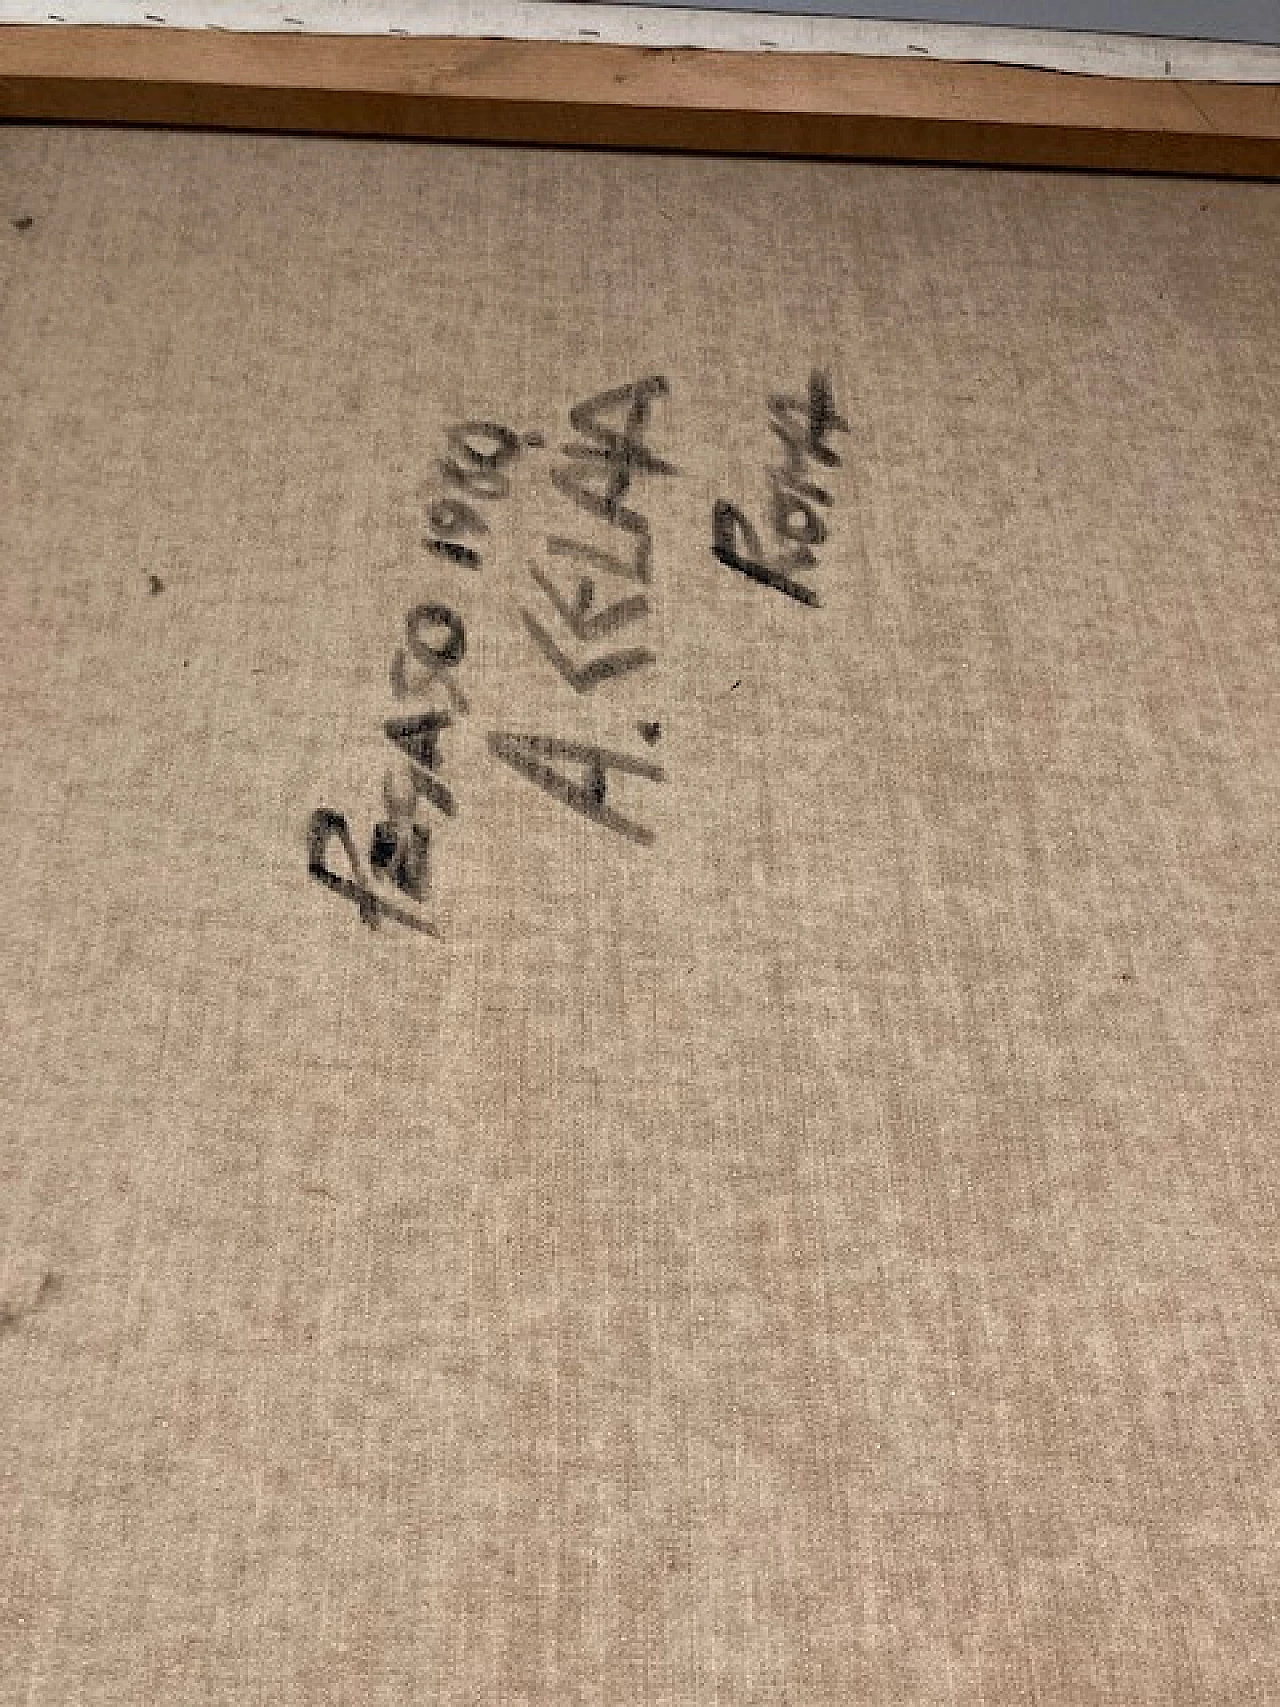 PEGASO 1980.
A. KELLA
ROMA